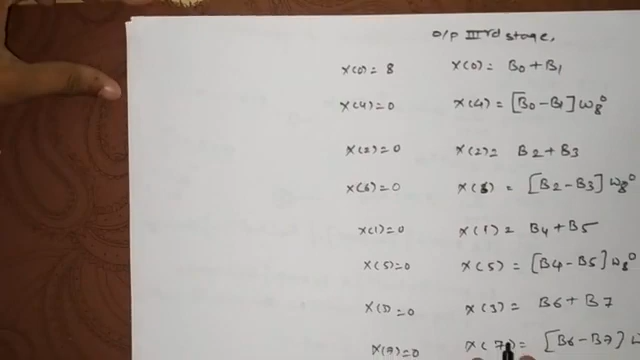 o/p IIIrd stage,
X(0) = 8 X(0) = B0 + B1
X(4) = 0 X(4) = [B0 - B1] W8^0
X(2) = 0 X(2) = B2 + B3
X(6) = 0 X(6) = [B2 - B3] W8^0
X(1) = 0 X(1) = B4 + B5
X(5) = 0 X(5) = [B4 - B5] W8^0
X(3) = 0 X(3) = B6 + B7
X(7) = 0 X(7) = [B6 - B7] W